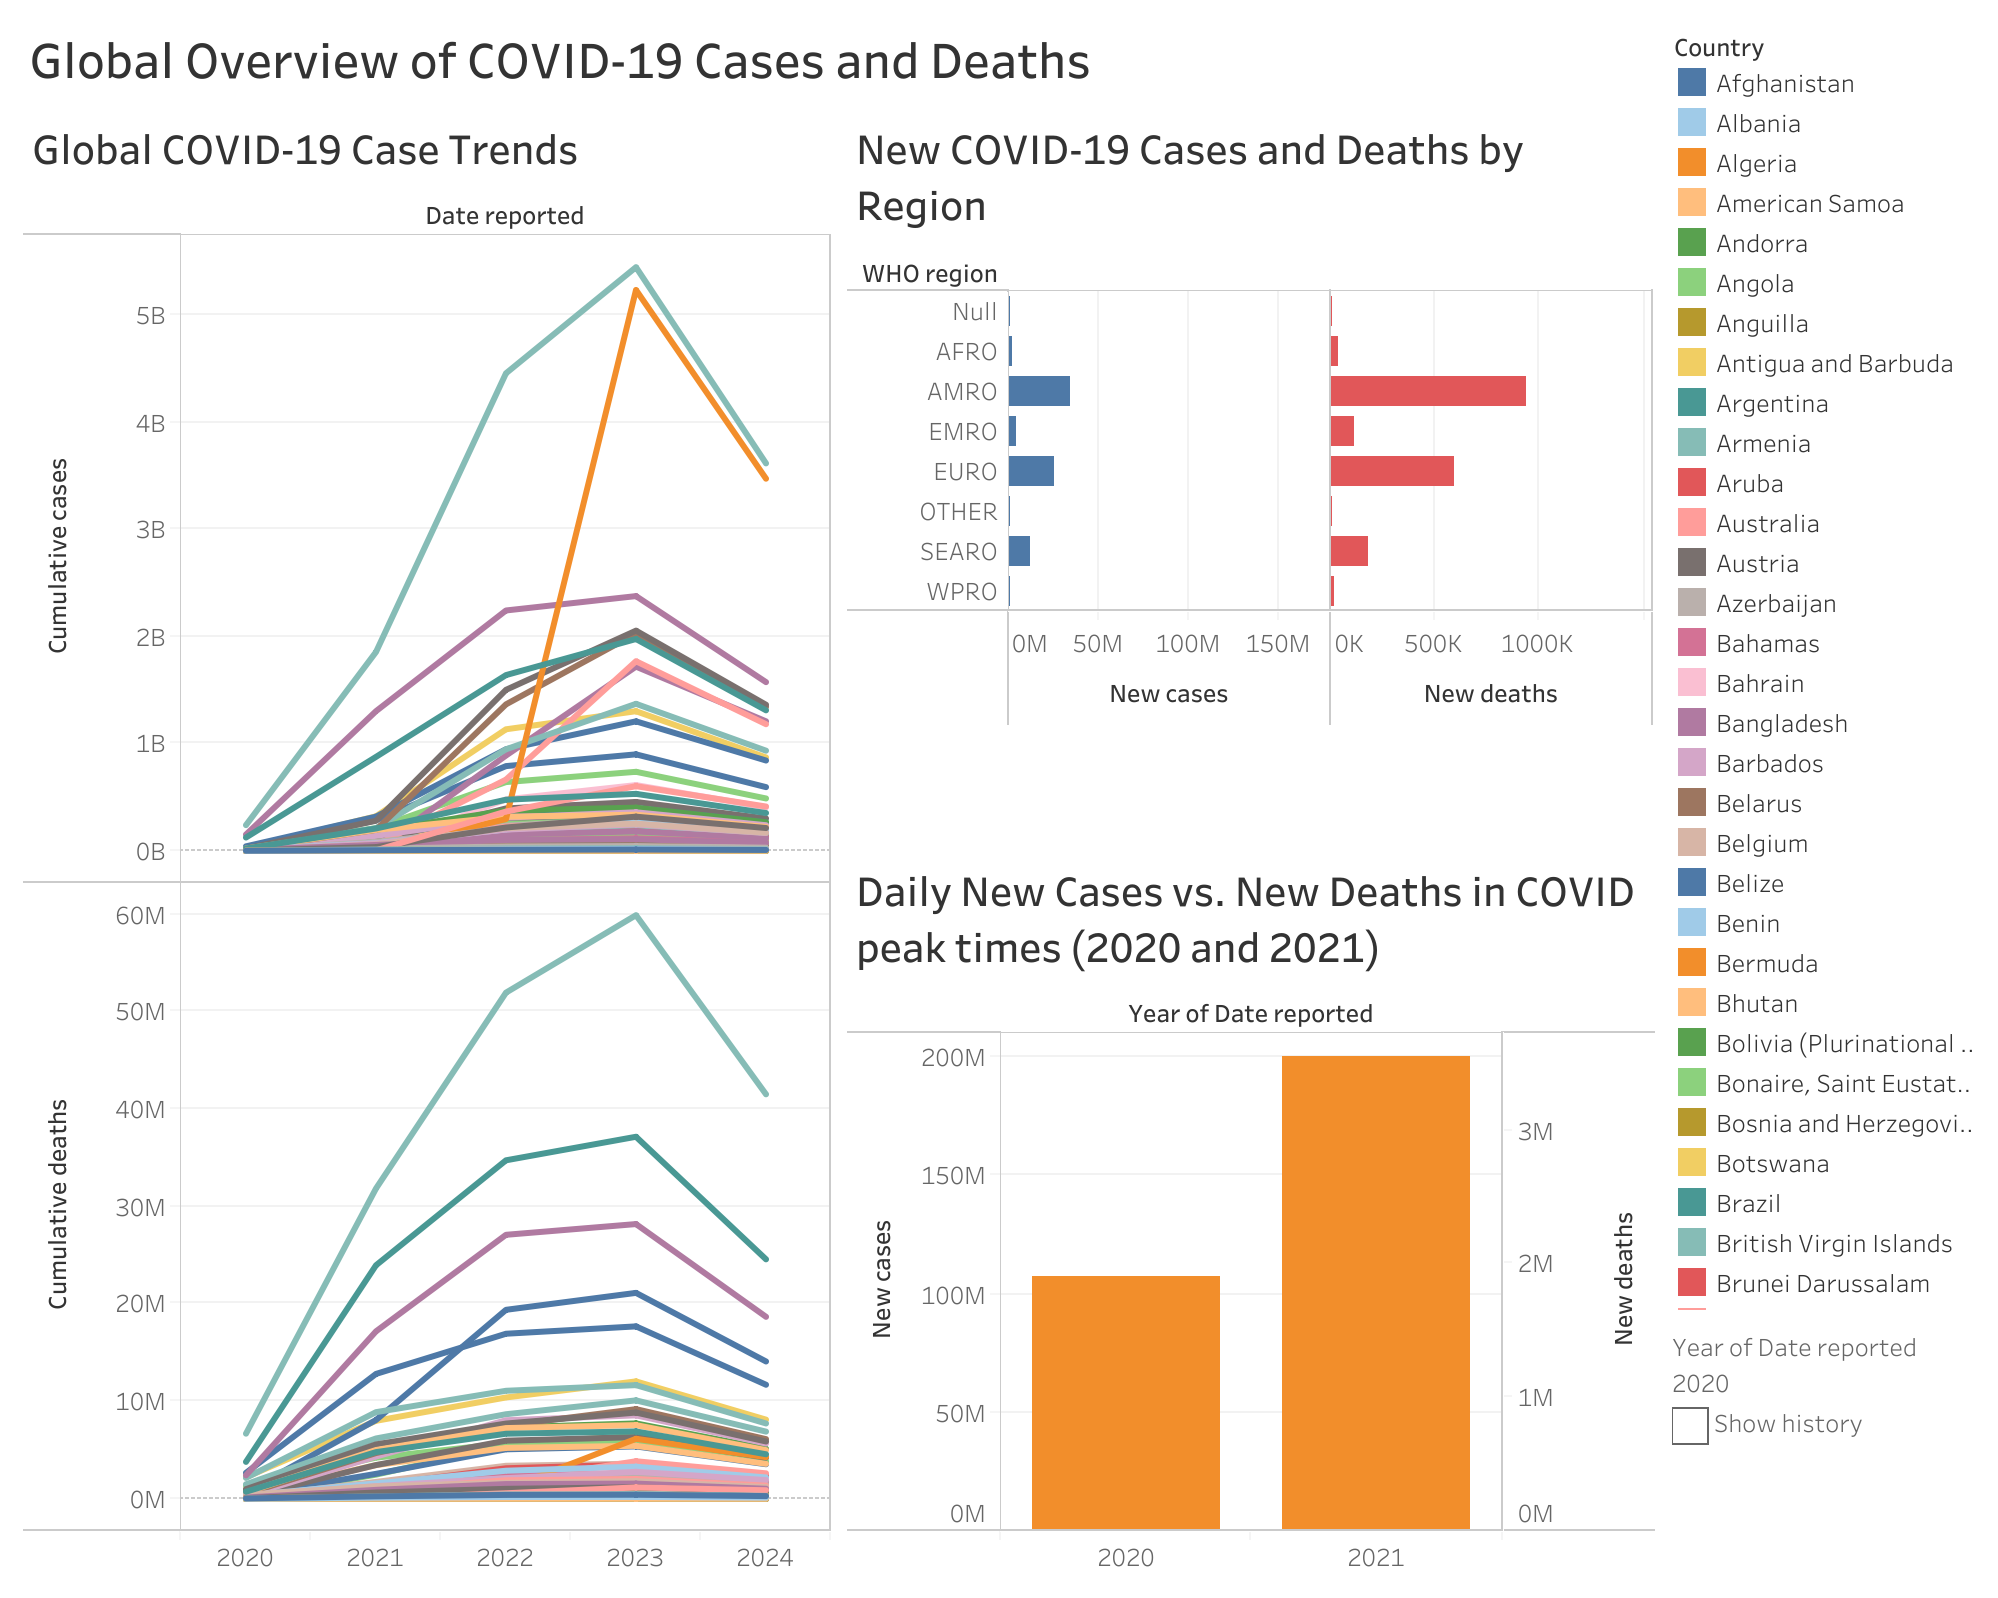 Global Overview of COVID-19 Cases and Deaths
Global COVID-19 Case Trends
Date reported
Cumulative cases
5B
4B
3B
2B
1B
0B
Cumulative deaths
60M
50M
40M
30M
20M
10M
0M
2020 2021 2022 2023 2024
New COVID-19 Cases and Deaths by
Region
WHO region
Null
AFRO
AMRO
EMRO
EURO
OTHER
SEARO
WPRO
0M 50M 100M 150M 0K 500K 1000K
New cases New deaths
Daily New Cases vs. New Deaths in COVID
peak times (2020 and 2021)
Year of Date reported
New cases
200M
150M
100M
50M
0M
3M
2M
1M
0M
New deaths
2020 2021
Country
Afghanistan
Albania
Algeria
American Samoa
Andorra
Angola
Anguilla
Antigua and Barbuda
Argentina
Armenia
Aruba
Australia
Austria
Azerbaijan
Bahamas
Bahrain
Bangladesh
Barbados
Belarus
Belgium
Belize
Benin
Bermuda
Bhutan
Bolivia (Plurinational ..
Bonaire, Saint Eustat..
Bosnia and Herzegovi..
Botswana
Brazil
British Virgin Islands
Brunei Darussalam
Year of Date reported
2020
Show history